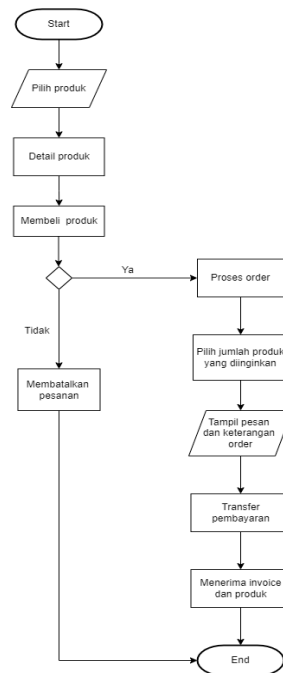 Start
Pilih produk
Detail produk
Membeli produk
Ya
Proses order
Tidak
Pilih jumlah produk
yang diinginkan
Membatalkan
pesanan
Tampil pesan
dan keterangan
order
Transfer
pembayaran
Menerima invoice
dan produk
End